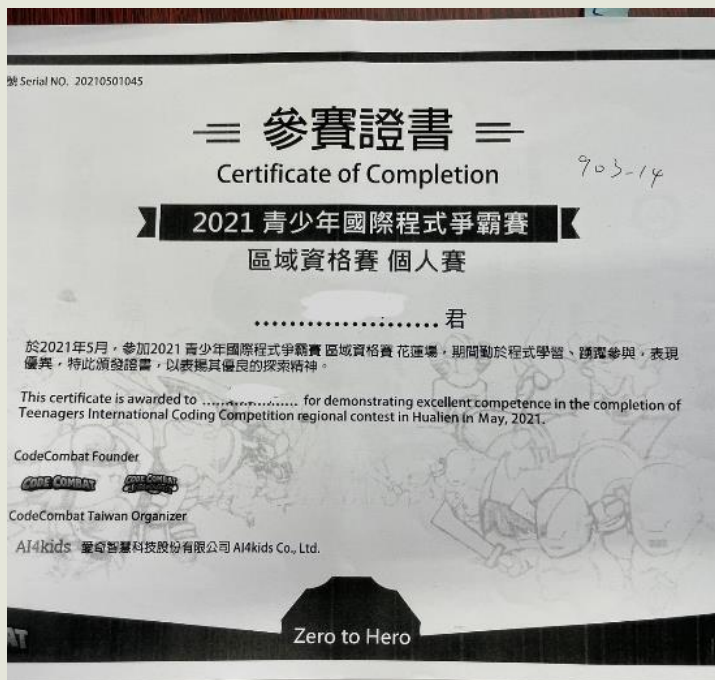 號 Serial NO. 20210501045
參賽證書
Certificate of Completion
903-14
2021 青少年國際程式爭霸賽
區域資格賽 個人賽
..................... 君
於2021年5月,參加2021 青少年國際程式爭霸賽 區域資格賽 花蓮場,期間勤於程式學習、踴躍參與,表現
優異,特此頒發證書,以表揚其優良的探索精神。
This certificate is awarded to .................. for demonstrating excellent competence in the completion of
Teenagers International Coding Competition regional contest in Hualien in May, 2021.
CodeCombat Founder
CODE COMBAT CODE COMBAT
CodeCombat Taiwan Organizer
AI4kids 愛奇智慧科技股份有限公司 AI4kids Co., Ltd.
AT
Zero to Hero